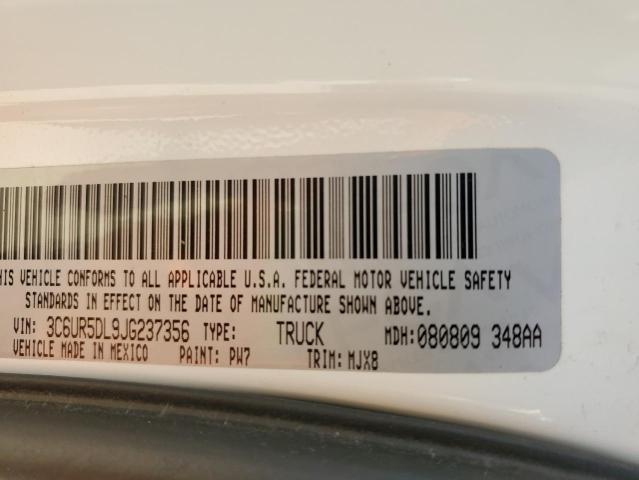 THIS VEHICLE CONFORMS TO ALL APPLICABLE U.S.A. FEDERAL MOTOR VEHICLE SAFETY
STANDARDS IN EFFECT ON THE DATE OF MANUFACTURE SHOWN ABOVE.
VIN: 3C6UR5DL9JG237356 TYPE: TRUCK MDH: 080809 348AA
VEHICLE MADE IN MEXICO PAINT: PW7 TRIM: MJX8